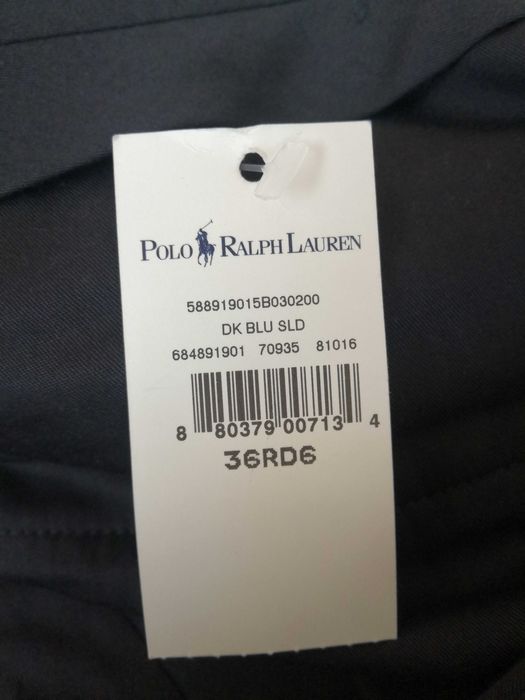 POLO RALPH LAUREN
588919015B030200
DK BLU SLD
684891901 70935 81016
8 80379 00713 4
36RD6